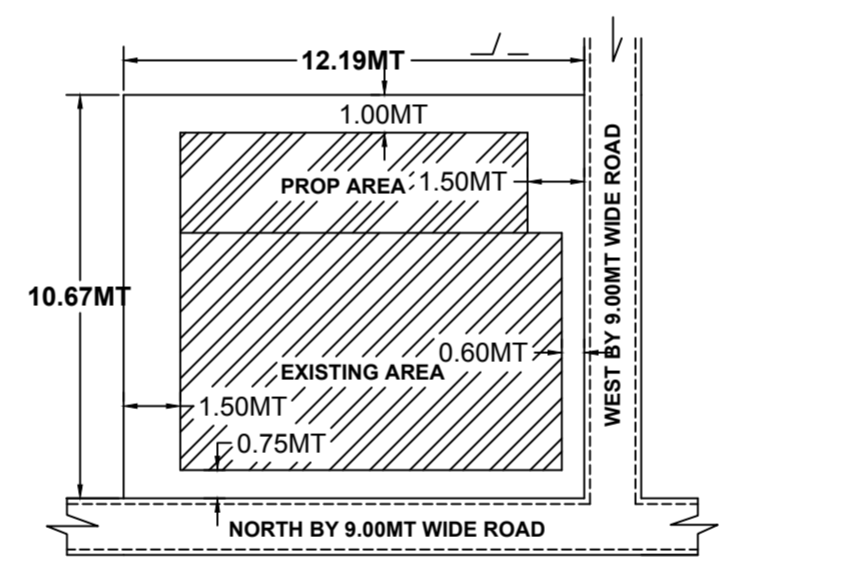 12.19MT
1.00MT
PROP AREA
1.50MT
10.67MT
WEST BY 9.00MT WIDE ROAD
0.60MT
EXISTING AREA
1.50MT
0.75MT
NORTH BY 9.00MT WIDE ROAD